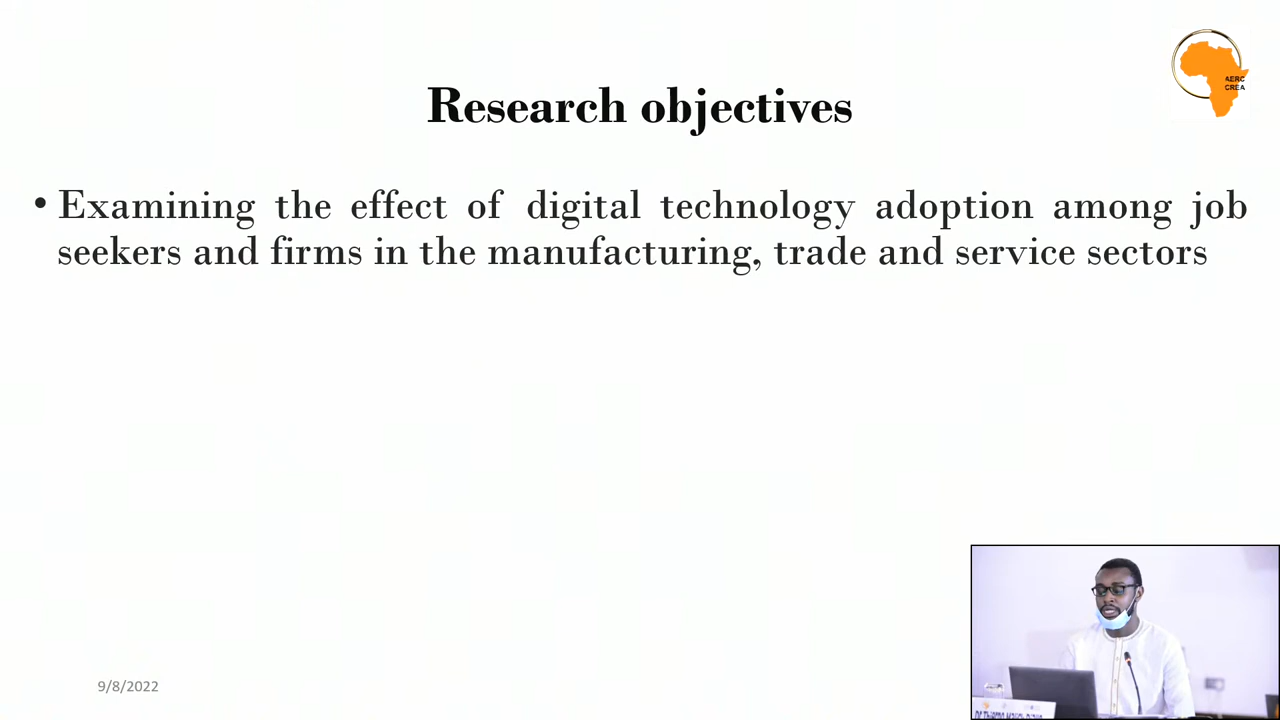 AERC
CREA
Research objectives
• Examining the effect of digital technology adoption among job
seekers and firms in the manufacturing, trade and service sectors
9/8/2022